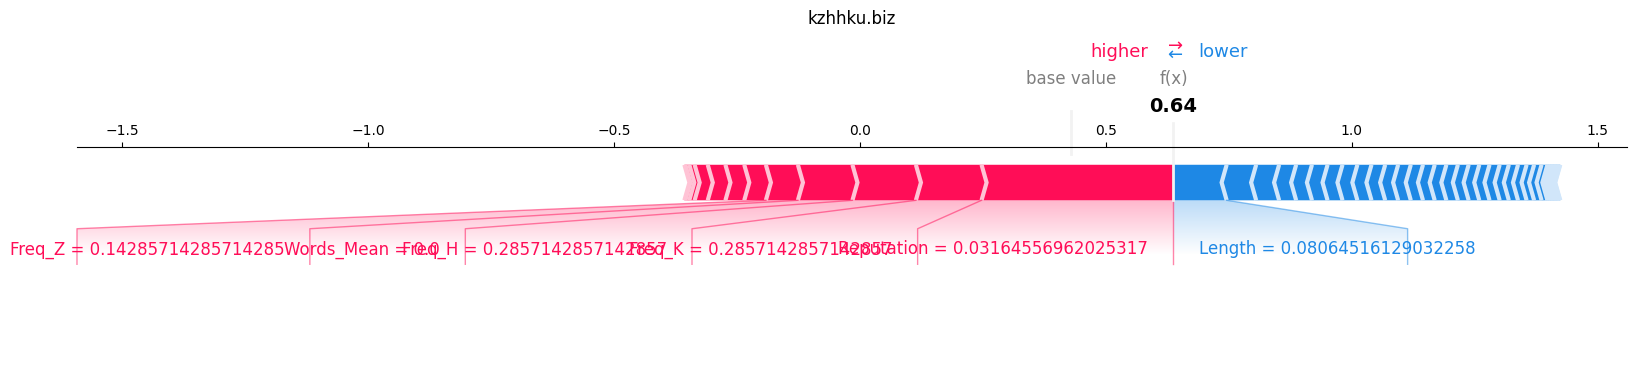 kzhhku.biz
higher ⇄ lower
base value f(x)
0.64
−1.5 −1.0 −0.5 0.0 0.5 1.0 1.5
Freq_Z = 0.14285714285714285 Words_Mean = 0.0 Freq_H = 0.2857142857142857 Freq_K = 0.2857142857142857 Reputation = 0.03164556962025317 Length = 0.08064516129032258